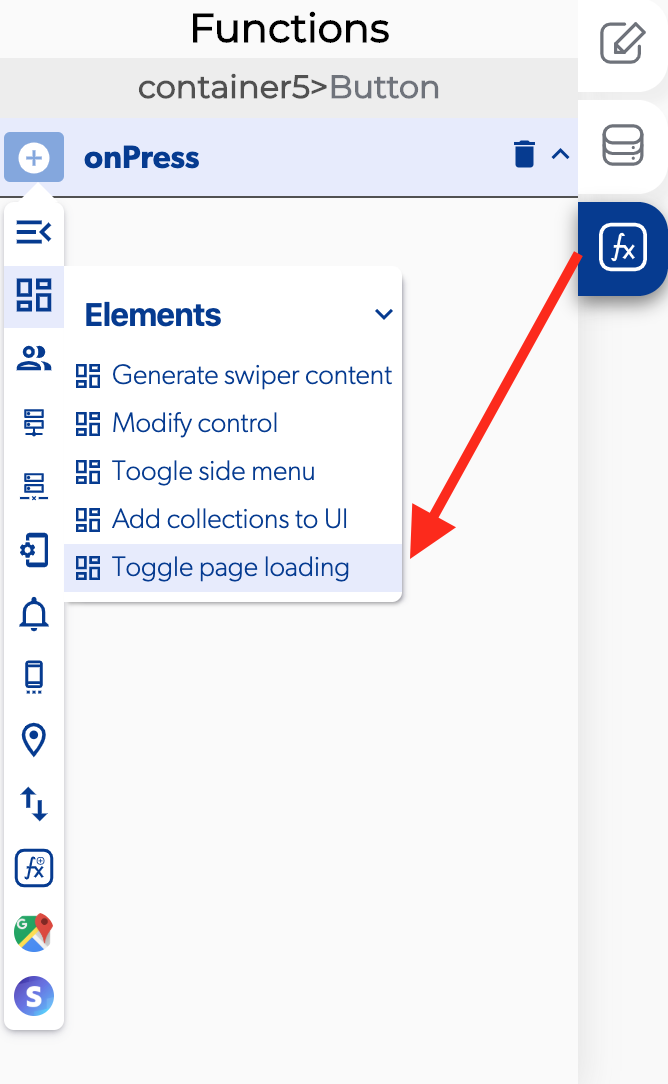 Functions
container5>Button
onPress
fx
Elements
Generate swiper content
Modify control
Toogle side menu
Add collections to UI
Toggle page loading
fx
G
S